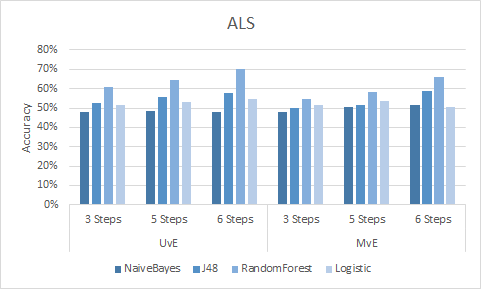 ALS
80%
70%
60%
50%
40%
30%
20%
10%
0%
Accuracy
3 Steps 5 Steps 6 Steps 3 Steps 5 Steps 6 Steps
UvE MvE
NaiveBayes J48 RandomForest Logistic